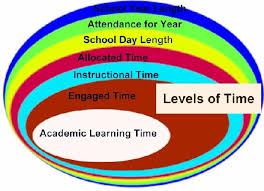 School Year Length
Attendance for Year
School Day Length
Allocated Time
Instructional Time
Engaged Time
Levels of Time
Academic Learning Time